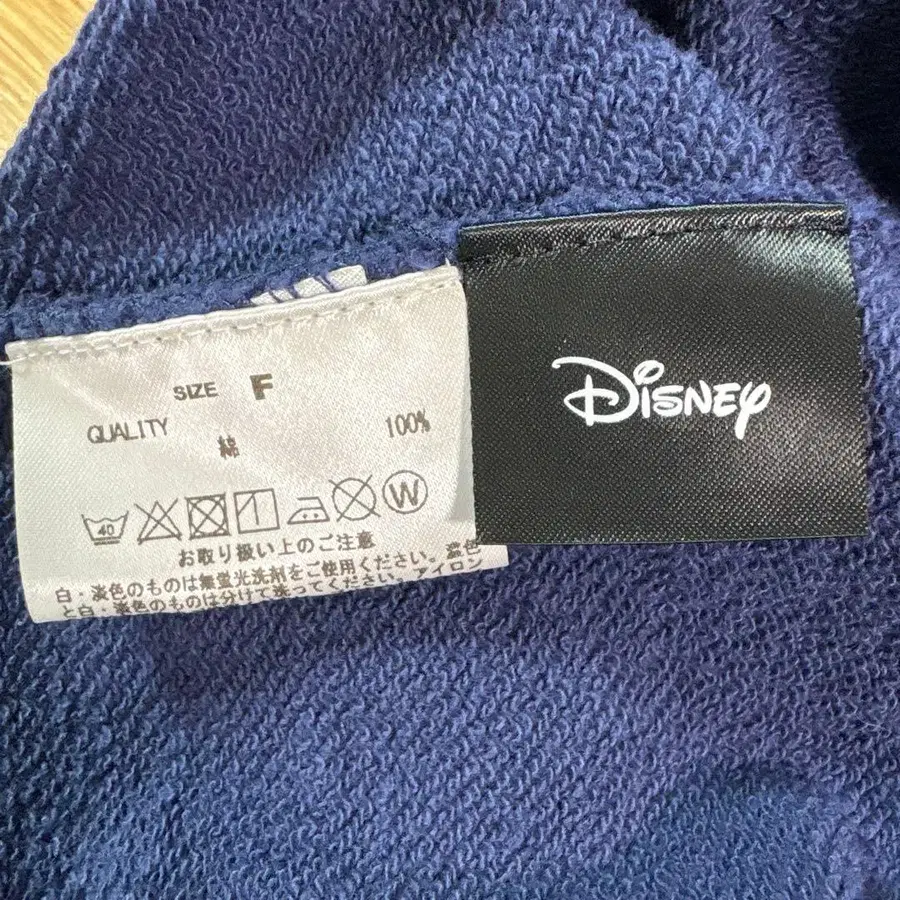 SIZE F
QUALITY
綿 100%
40 W
お取り扱い上のご注意
白・淡色のものは無蛍光洗剤をご使用ください。濃色
と白・淡色のものは分けて洗ってください。アイロン
Disney